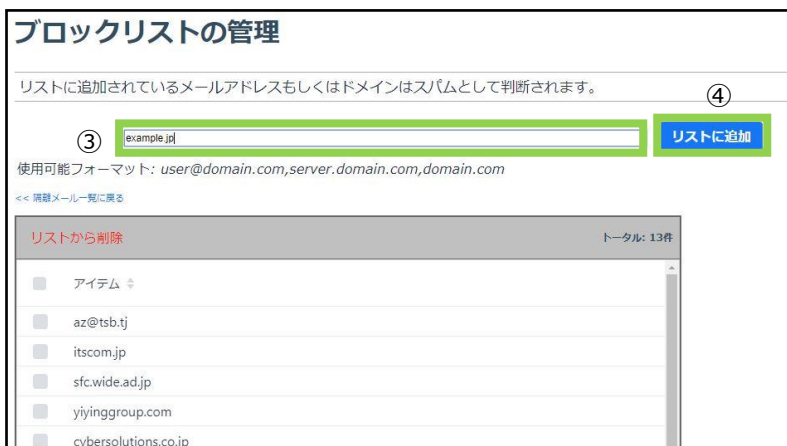 ブロックリストの管理
リストに追加されているメールアドレスもしくはドメインはスパムとして判断されます。
④
③ example.jp リストに追加
使用可能フォーマット: user@domain.com,server.domain.com,domain.com
<< 隔離メール一覧に戻る
リストから削除 トータル: 13件
アイテム
az@tsb.tj
itscom.jp
sfc.wide.ad.jp
yiyinggroup.com
cybersolutions.co.jp